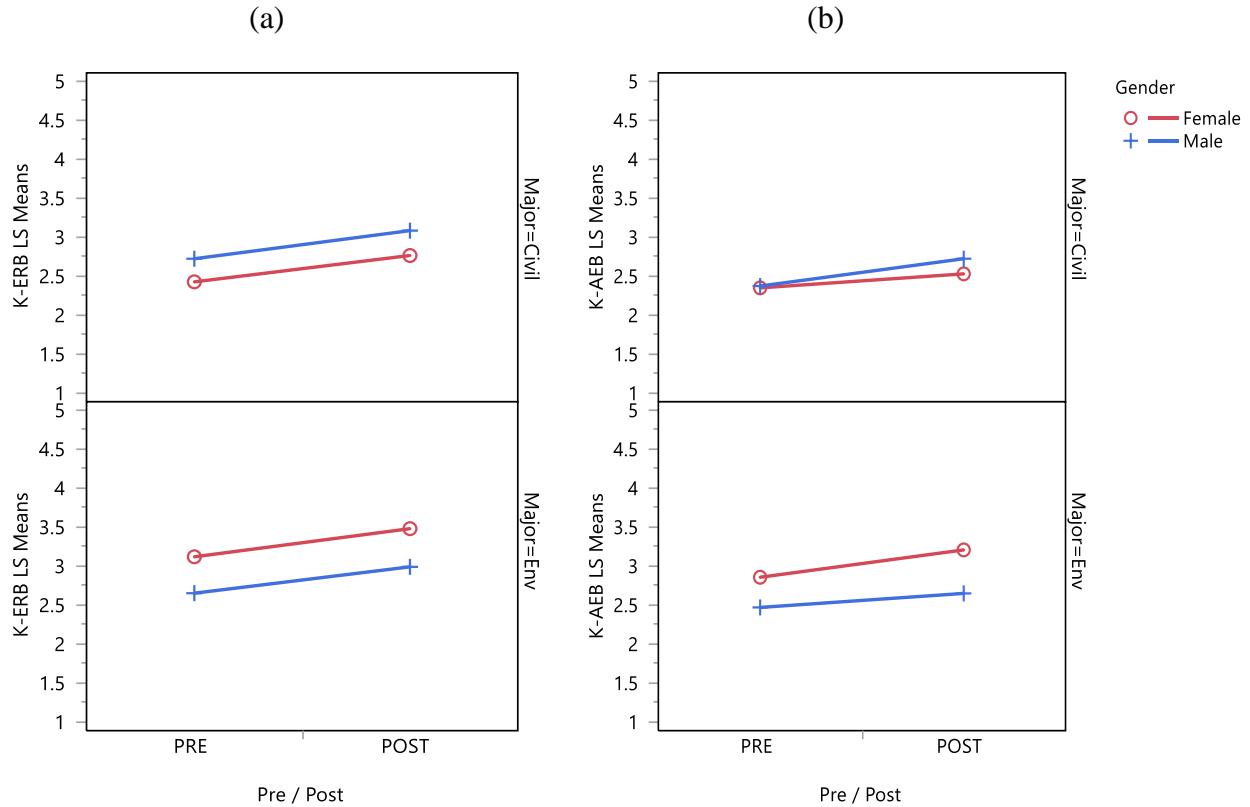 (a)
(b)
5
4.5
4
3.5
3
2.5
2
1.5
1
K-ERB LS Means
Major=Civil
5
4.5
4
3.5
3
2.5
2
1.5
1
K-ERB LS Means
Major=Env
PRE
POST
Pre / Post
5
4.5
4
3.5
3
2.5
2
1.5
1
K-AEB LS Means
Major=Civil
5
4.5
4
3.5
3
2.5
2
1.5
1
K-AEB LS Means
Major=Env
PRE
POST
Pre / Post
Gender
Female
Male